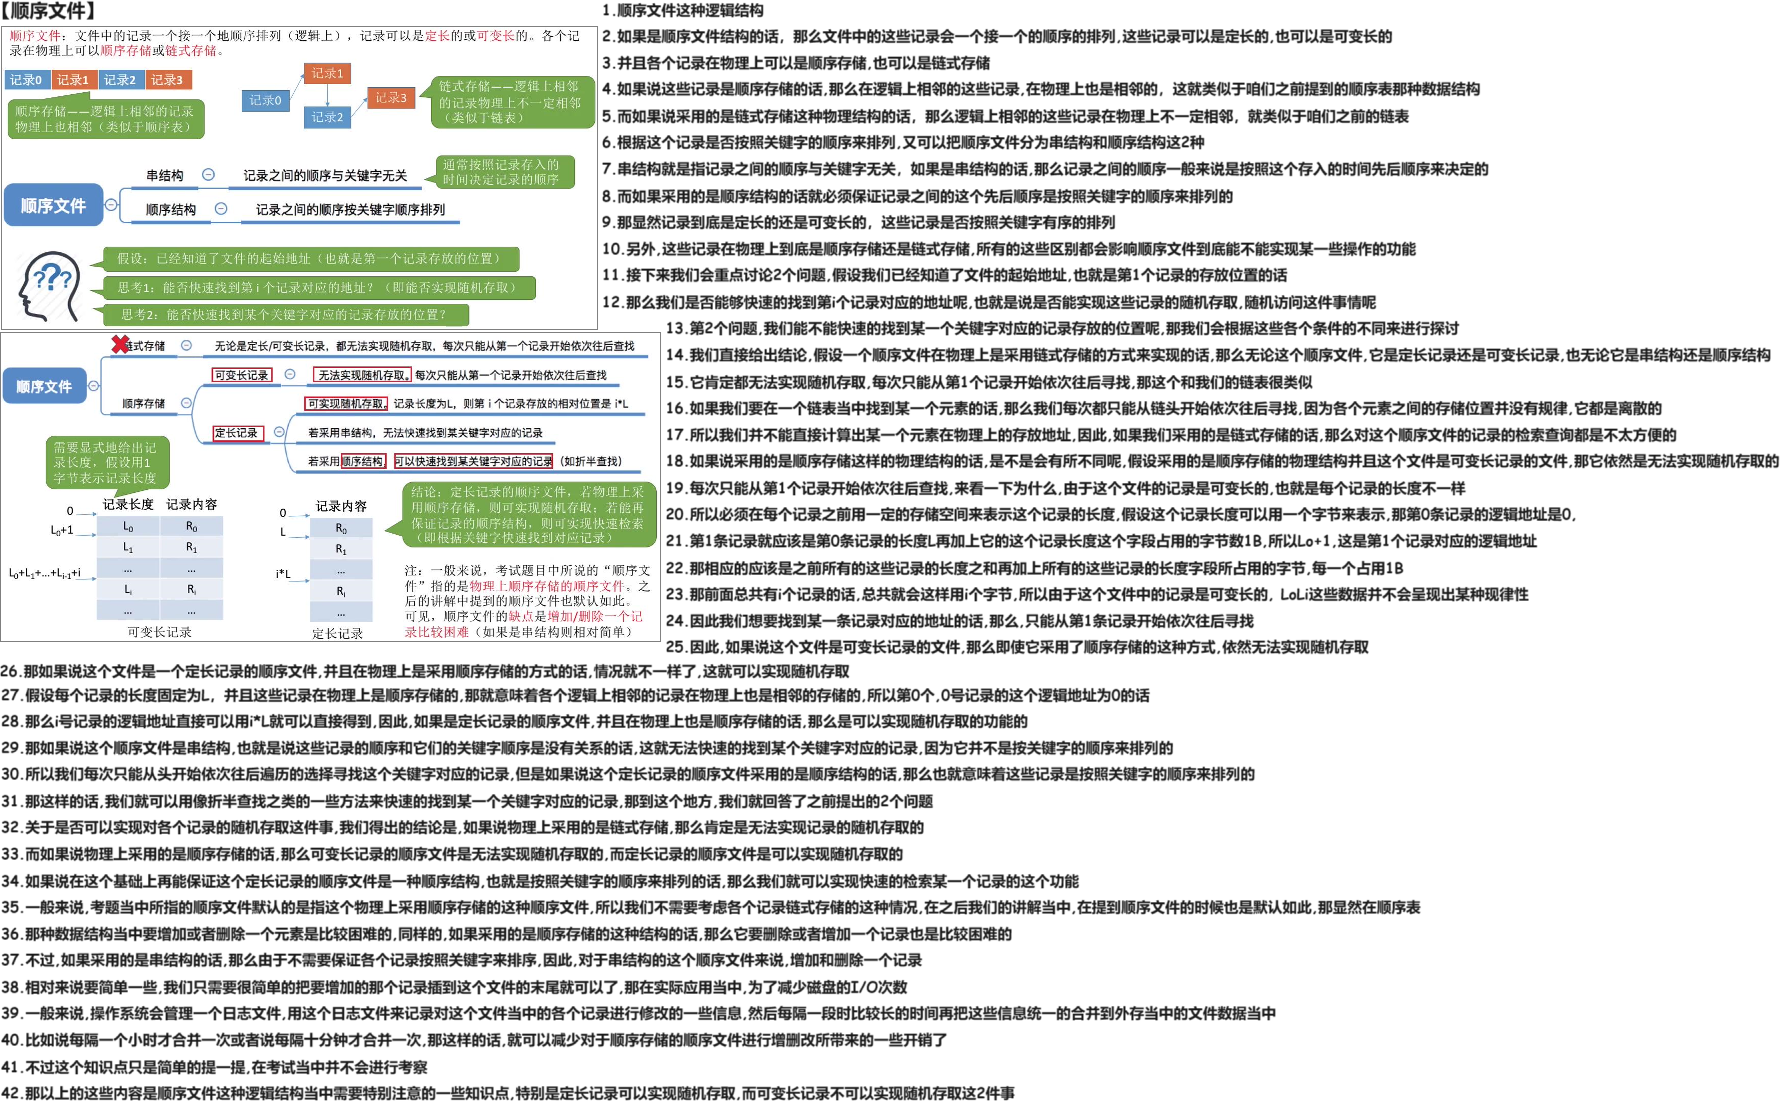 【顺序文件】
顺序文件：文件中的记录一个接一个地顺序排列（逻辑上），记录可以是定长的或可变长的。各个记
录在物理上可以顺序存储或链式存储。
记录0 记录1 记录2 记录3
顺序存储——逻辑上相邻的记录
物理上也相邻（类似于顺序表）
记录1
记录0
记录3
记录2
链式存储——逻辑上相邻
的记录物理上不一定相邻
（类似于链表）
通常按照记录存入的
时间决定记录的顺序
串结构 记录之间的顺序与关键字无关
顺序文件
顺序结构 记录之间的顺序按关键字顺序排列
假设：已经知道了文件的起始地址（也就是第一个记录存放的位置）
思考1：能否快速找到第i个记录对应的地址？（即能否实现随机存取）
思考2：能否快速找到某个关键字对应的记录存放的位置？
链式存储 无论是定长/可变长记录，都无法实现随机存取，每次只能从第一个记录开始依次往后查找
顺序文件
可变长记录 无法实现随机存取。每次只能从第一个记录开始依次往后查找
顺序存储
可实现随机存取。记录长度为L，则第 i 个记录存放的相对位置是 i*L
定长记录 若采用串结构，无法快速找到某关键字对应的记录
若采用顺序结构，可以快速找到某关键字对应的记录（如折半查找）
需要显式地给出记
录长度，假设用1
字节表示记录长度
记录长度 记录内容
0 L0 R0
L0+1 L1 R1
... ...
L0+L1+...+Li-1+i Li Ri
... ...
可变长记录
记录内容
0 R0
L R1
...
i*L Ri
...
定长记录
结论：定长记录的顺序文件，若物理上采
用顺序存储，则可实现随机存取；若能再
保证记录的顺序结构，则可实现快速检索
（即根据关键字快速找到对应记录）
注：一般来说，考试题目中所说的“顺序文
件”指的是物理上顺序存储的顺序文件。之
后的讲解中提到的顺序文件也默认如此。
可见，顺序文件的缺点是增加/删除一个记
录比较困难（如果是串结构则相对简单）
1.顺序文件这种逻辑结构
2.如果是顺序文件结构的话，那么文件中的这些记录会一个接一个的顺序的排列,这些记录可以是定长的,也可以是可变长的
3.并且各个记录在物理上可以是顺序存储,也可以是链式存储
4.如果说这些记录是顺序存储的话,那么在逻辑上相邻的这些记录,在物理上也是相邻的，这就类似于咱们之前提到的顺序表那种数据结构
5.而如果说采用的是链式存储这种物理结构的话，那么逻辑上相邻的这些记录在物理上不一定相邻，就类似于咱们之前的链表
6.根据这个记录是否按照关键字的顺序来排列,又可以把顺序文件分为串结构和顺序结构这2种
7.串结构就是指记录之间的顺序与关键字无关，如果是串结构的话,那么记录之间的顺序一般来说是按照这个存入的时间先后顺序来决定的
8.而如果采用的是顺序结构的话就必须保证记录之间的这个先后顺序是按照关键字的顺序来排列的
9.那显然记录到底是定长的还是可变长的，这些记录是否按照关键字有序的排列
10.另外,这些记录在物理上到底是顺序存储还是链式存储,所有的这些区别都会影响顺序文件到底能不能实现某一些操作的功能
11.接下来我们会重点讨论2个问题,假设我们已经知道了文件的起始地址,也就是第1个记录的存放位置的话
12.那么我们是否能够快速的找到第i个记录对应的地址呢,也就是说是否能实现这些记录的随机存取,随机访问这件事情呢
13.第2个问题,我们能不能快速的找到某一个关键字对应的记录存放的位置呢,那我们会根据这些各个条件的不同来进行探讨
14.我们直接给出结论,假设一个顺序文件在物理上是采用链式存储的方式来实现的话,那么无论这个顺序文件,它是定长记录还是可变长记录,也无论它是串结构还是顺序结构
15.它肯定都无法实现随机存取,每次只能从第1个记录开始依次往后寻找,那这个和我们的链表很类似
16.如果我们要在一个链表当中找到某一个元素的话,那么我们每次都只能从链头开始依次往后寻找,因为各个元素之间的存储位置并没有规律,它都是离散的
17.所以我们并不能直接计算出某一个元素在物理上的存放地址,因此,如果我们采用的是链式存储的话,那么对这个顺序文件的记录的检索查询都是不太方便的
18.如果说采用的是顺序存储这样的物理结构的话,是不是会有所不同呢,假设采用的是顺序存储的物理结构并且这个文件是可变长记录的文件,那它依然是无法实现随机存取的
19.每次只能从第1个记录开始依次往后查找,来看一下为什么,由于这个文件的记录是可变长的,也就是每个记录的长度不一样
20.所以必须在每个记录之前用一定的存储空间来表示这个记录的长度,假设这个记录长度可以用一个字节来表示,那第0条记录的逻辑地址是0,
21.第1条记录就应该是第0条记录的长度L再加上它的这个记录长度这个字段占用的字节数1B,所以Lo+1,这是第1个记录对应的逻辑地址
22.那相应的应该是之前所有的这些记录的长度之和再加上所有的这些记录的长度字段所占用的字节,每一个占用1B
23.那前面总共有i个记录的话,总共就会这样用i个字节,所以由于这个文件中的记录是可变长的，LoLi这些数据并不会呈现出某种规律性
24.因此我们想要找到某一条记录对应的地址的话,那么,只能从第1条记录开始依次往后寻找
25.因此,如果说这个文件是可变长记录的文件,那么即使它采用了顺序存储的这种方式,依然无法实现随机存取
26.那如果说这个文件是一个定长记录的顺序文件,并且在物理上是采用顺序存储的方式的话,情况就不一样了,这就可以实现随机存取
27.假设每个记录的长度固定为L，并且这些记录在物理上是顺序存储的,那就意味着各个逻辑上相邻的记录在物理上也是相邻的存储的,所以第0个,0号记录的这个逻辑地址为0的话
28.那么i号记录的逻辑地址直接可以用i*L就可以直接得到,因此,如果是定长记录的顺序文件,并且在物理上也是顺序存储的话,那么是可以实现随机存取的功能的
29.那如果说这个顺序文件是串结构,也就是说这些记录的顺序和它们的关键字顺序是没有关系的话,这就无法快速的找到某个关键字对应的记录,因为它并不是按关键字的顺序来排列的
30.所以我们每次只能从头开始依次往后遍历的选择寻找这个关键字对应的记录,但是如果说这个定长记录的顺序文件采用的是顺序结构的话,那么也就意味着这些记录是按照关键字的顺序来排列的
31.那这样的话,我们就可以用像折半查找之类的一些方法来快速的找到某一个关键字对应的记录,那到这个地方,我们就回答了之前提出的2个问题
32.关于是否可以实现对各个记录的随机存取这件事,我们得出的结论是,如果说物理上采用的是链式存储,那么肯定是无法实现记录的随机存取的
33.而如果说物理上采用的是顺序存储的话,那么可变长记录的顺序文件是无法实现随机存取的,而定长记录的顺序文件是可以实现随机存取的
34.如果说在这个基础上再能保证这个定长记录的顺序文件是一种顺序结构,也就是按照关键字的顺序来排列的话,那么我们就可以实现快速的检索某一个记录的这个功能
35.一般来说,考题当中所指的顺序文件默认的是指这个物理上采用顺序存储的这种顺序文件,所以我们不需要考虑各个记录链式存储的这种情况,在之后我们的讲解当中,在提到顺序文件的时候也是默认如此,那显然在顺序表
36.那种数据结构当中要增加或者删除一个元素是比较困难的,同样的,如果采用的是顺序存储的这种结构的话,那么它要删除或者增加一个记录也是比较困难的
37.不过,如果采用的是串结构的话,那么由于不需要保证各个记录按照关键字来排序,因此,对于串结构的这个顺序文件来说,增加和删除一个记录
38.相对来说要简单一些,我们只需要很简单的把要增加的那个记录插到这个文件的末尾就可以了,那在实际应用当中,为了减少磁盘的I/O次数
39.一般来说,操作系统会管理一个日志文件,用这个日志文件来记录对这个文件当中的各个记录进行修改的一些信息,然后每隔一段时比较长的时间再把这些信息统一的合并到外存当中的文件数据当中
40.比如说每隔一个小时才合并一次或者说每隔十分钟才合并一次,那这样的话,就可以减少对于顺序存储的顺序文件进行增删改所带来的一些开销了
41.不过这个知识点只是简单的提一提,在考试当中并不会进行考察
42.那以上的这些内容是顺序文件这种逻辑结构当中需要特别注意的一些知识点,特别是定长记录可以实现随机存取,而可变长记录不可以实现随机存取这2件事